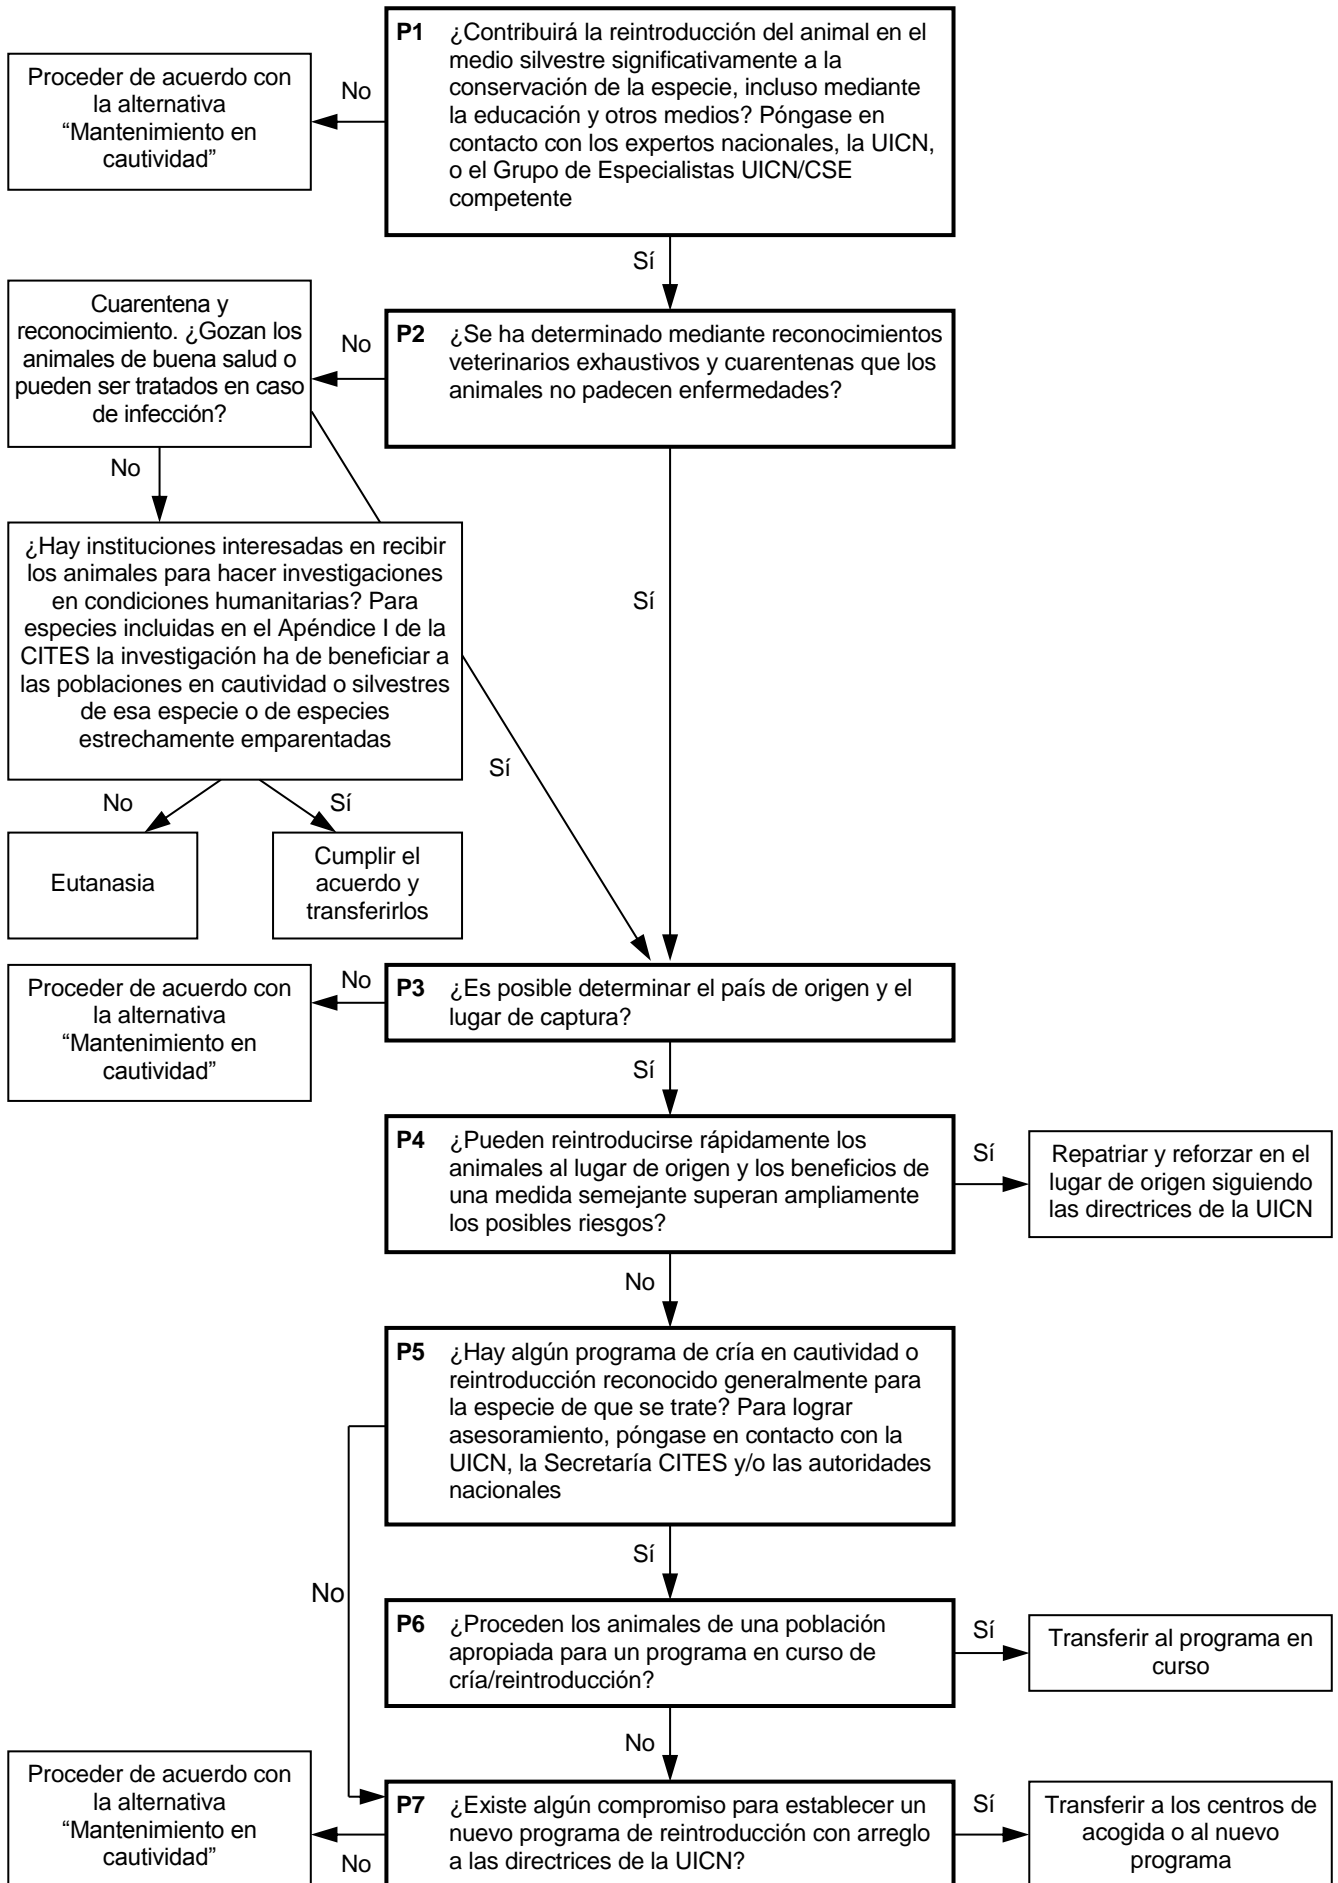 P1 ¿Contribuirá la reintroducción del animal en el
medio silvestre significativamente a la
conservación de la especie, incluso mediante
la educación y otros medios? Póngase en
contacto con los expertos nacionales, la UICN,
o el Grupo de Especialistas UICN/CSE
competente
No
Proceder de acuerdo con
la alternativa
“Mantenimiento en
cautividad”
Sí
P2 ¿Se ha determinado mediante reconocimientos
veterinarios exhaustivos y cuarentenas que los
animales no padecen enfermedades?
No
Cuarentena y
reconocimiento. ¿Gozan los
animales de buena salud o
pueden ser tratados en caso
de infección?
No
¿Hay instituciones interesadas en recibir
los animales para hacer investigaciones
en condiciones humanitarias? Para
especies incluidas en el Apéndice I de la
CITES la investigación ha de beneficiar a
las poblaciones en cautividad o silvestres
de esa especie o de especies
estrechamente emparentadas
Sí
Sí
No
Sí
Eutanasia
Cumplir el
acuerdo y
transferirlos
P3 ¿Es posible determinar el país de origen y el
lugar de captura?
No
Proceder de acuerdo con
la alternativa
“Mantenimiento en
cautividad”
Sí
P4 ¿Pueden reintroducirse rápidamente los
animales al lugar de origen y los beneficios de
una medida semejante superan ampliamente
los posibles riesgos?
Sí
Repatriar y reforzar en el
lugar de origen siguiendo
las directrices de la UICN
No
P5 ¿Hay algún programa de cría en cautividad o
reintroducción reconocido generalmente para
la especie de que se trate? Para lograr
asesoramiento, póngase en contacto con la
UICN, la Secretaría CITES y/o las autoridades
nacionales
Sí
No
P6 ¿Proceden los animales de una población
apropiada para un programa en curso de
cría/reintroducción?
Sí
Transferir al programa en
curso
No
P7 ¿Existe algún compromiso para establecer un
nuevo programa de reintroducción con arreglo
a las directrices de la UICN?
No
Proceder de acuerdo con
la alternativa
“Mantenimiento en
cautividad”
Sí
Transferir a los centros de
acogida o al nuevo
programa